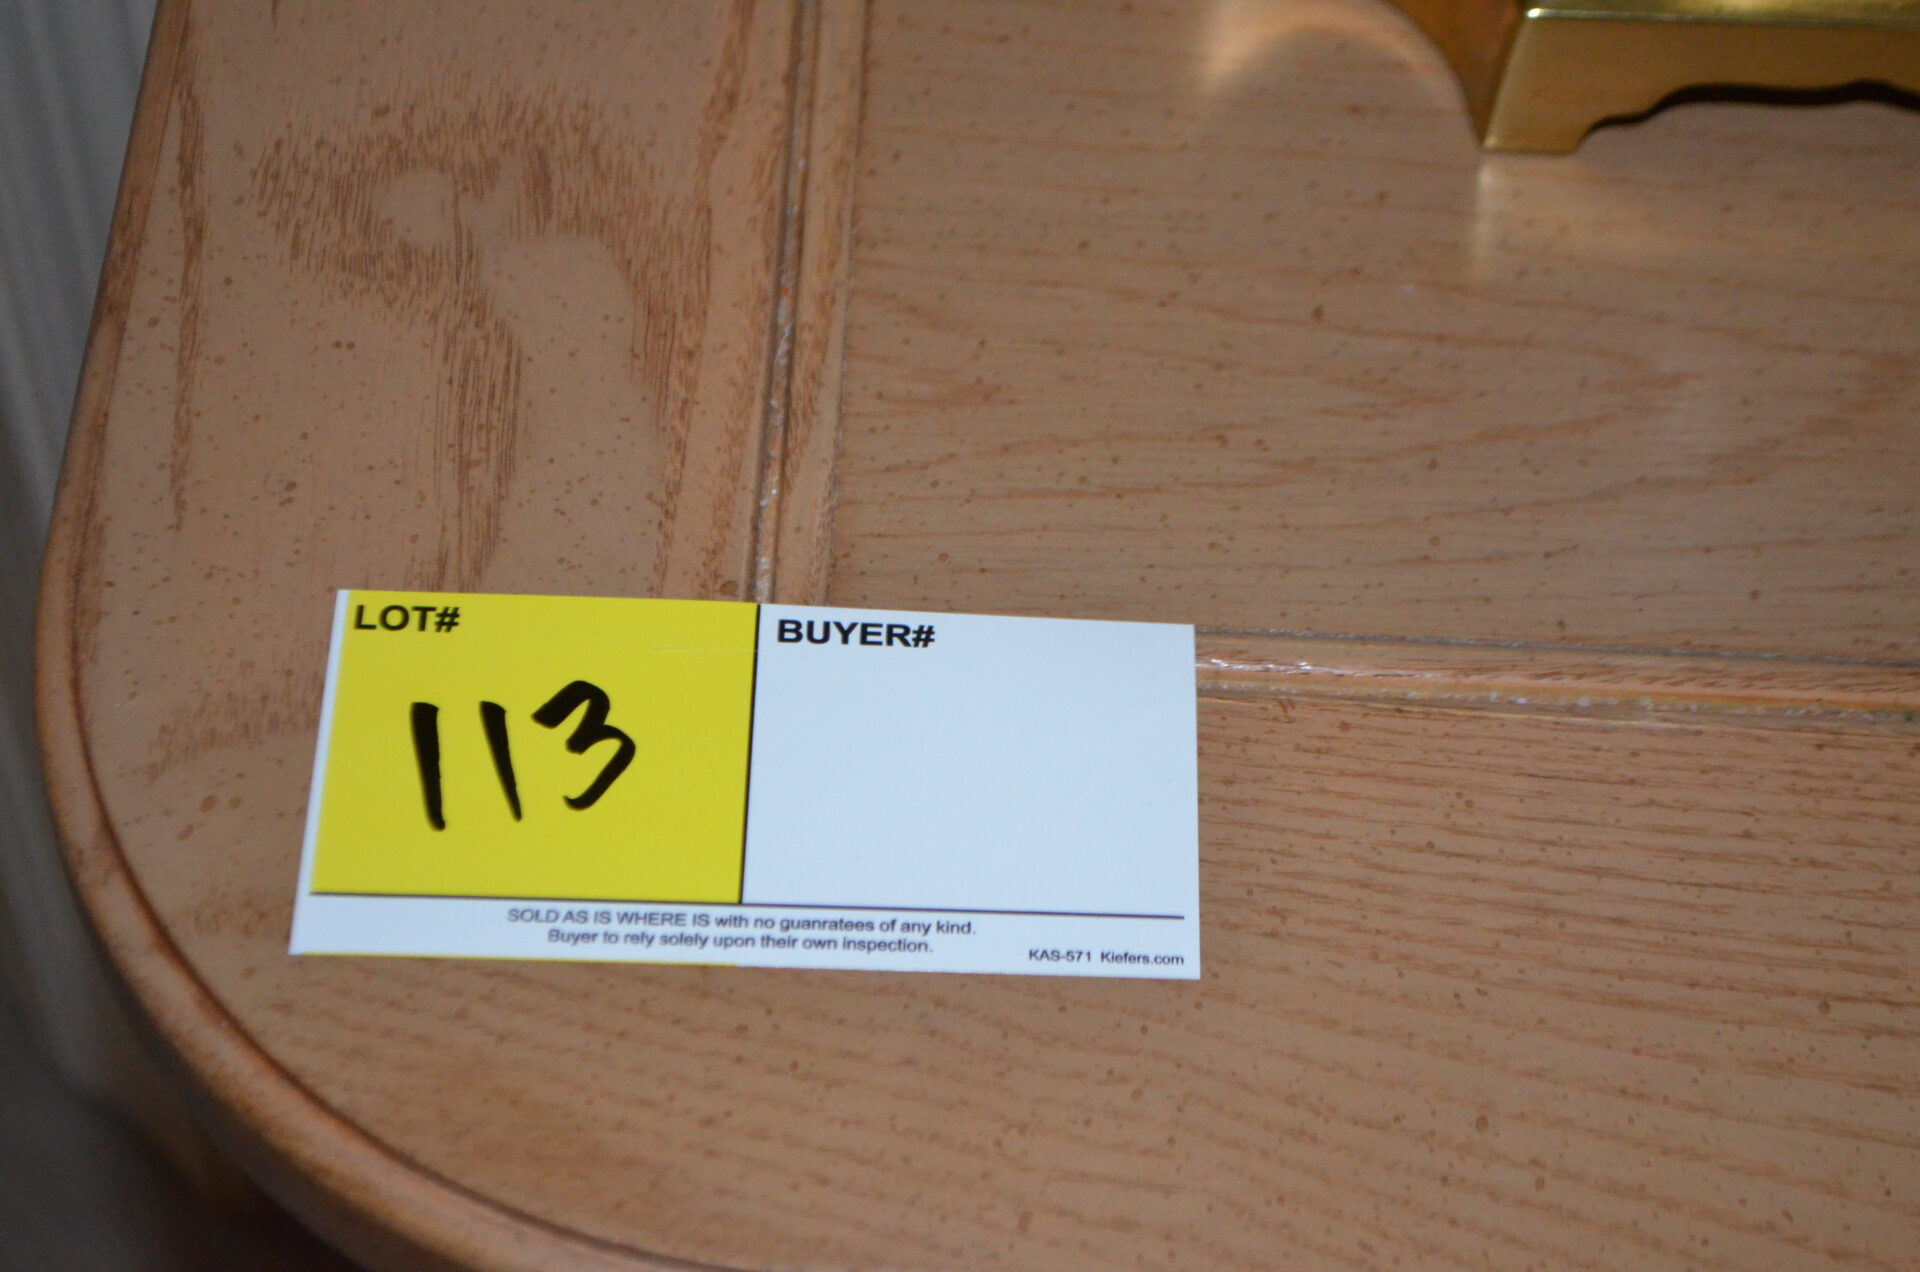 LOT#
113
BUYER#
SOLD AS IS WHERE IS with no guanratees of any kind.
Buyer to rely solely upon their own inspection.
KAS-571 Kiefers.com